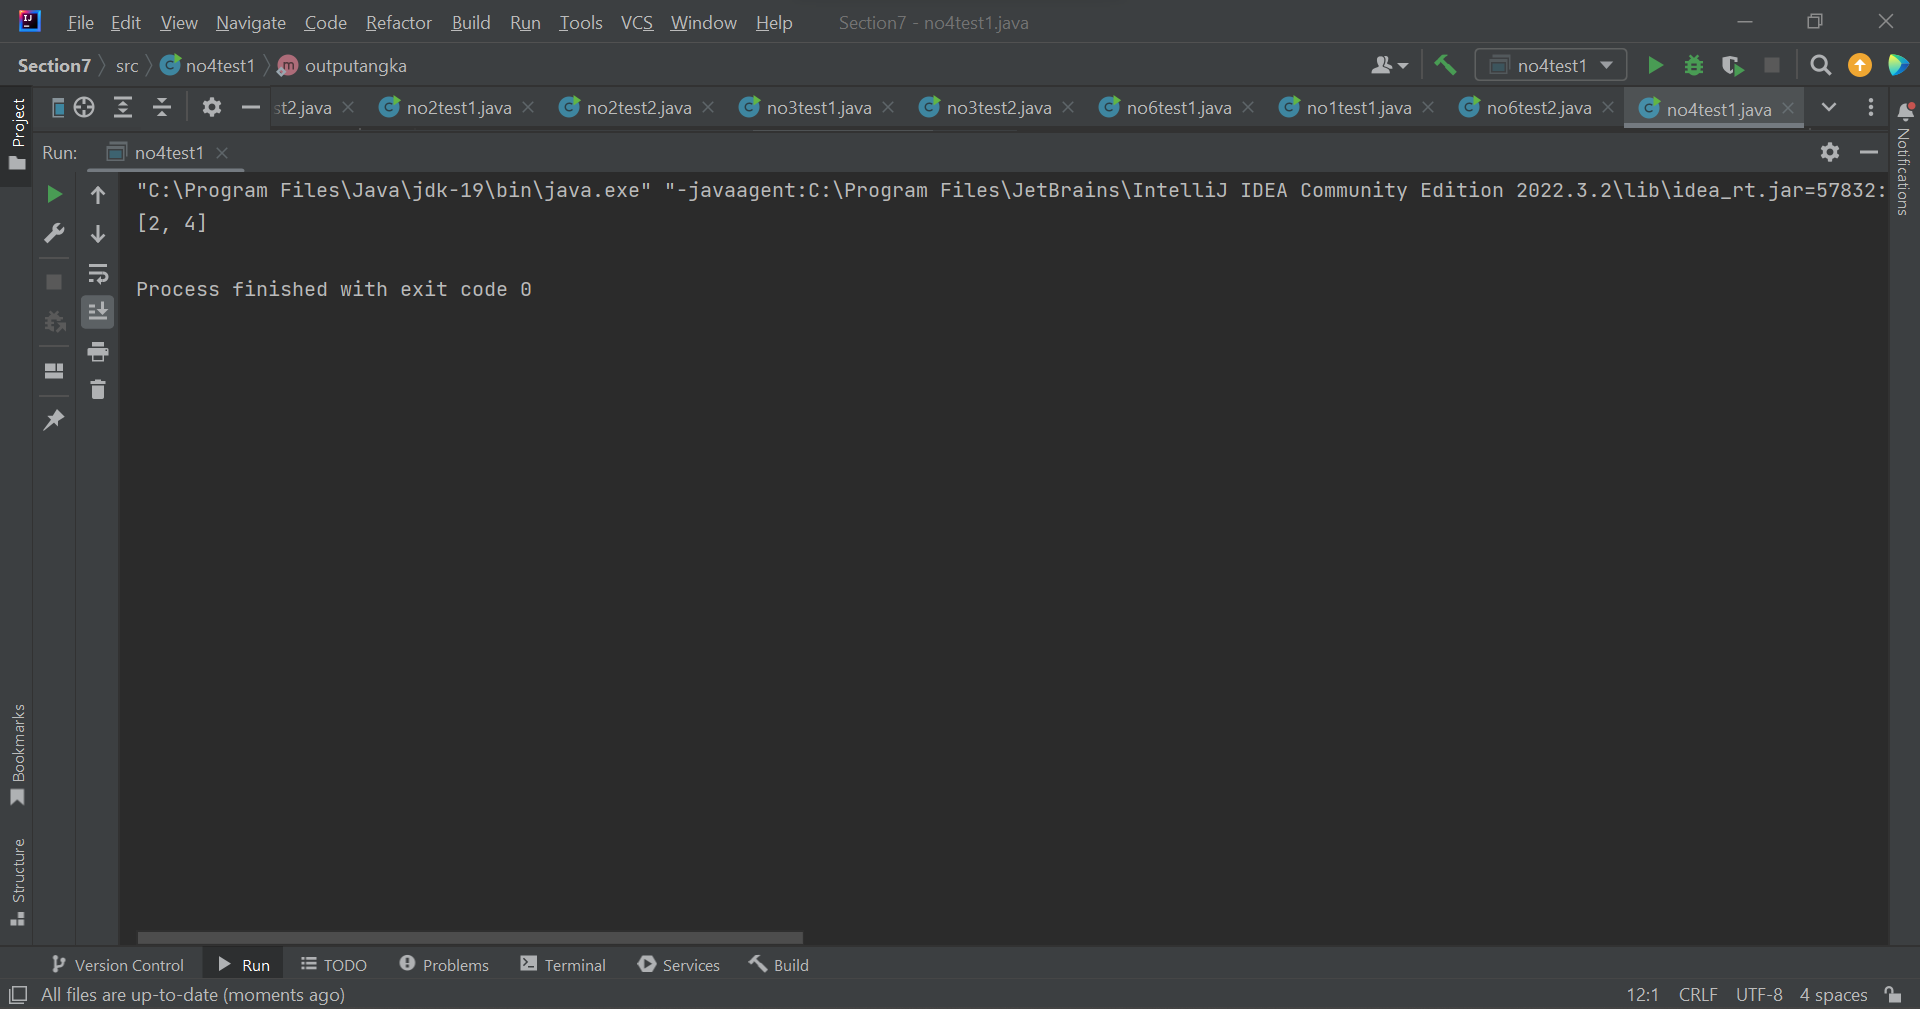 File Edit View Navigate Code Refactor Build Run Tools VCS Window Help Section7 - no4test1.java
Section7 src no4test1 outputangka no4test1
Project st2.java no2test1.java no2test2.java no3test1.java no3test2.java no6test1.java no1test1.java no6test2.java no4test1.java
Run: no4test1
Notifications
"C:\Program Files\Java\jdk-19\bin\java.exe" "-javaagent:C:\Program Files\JetBrains\IntelliJ IDEA Community Edition 2022.3.2\lib\idea_rt.jar=57832:
[2, 4]
Process finished with exit code 0
Bookmarks
Structure
Version Control Run TODO Problems Terminal Services Build
All files are up-to-date (moments ago) 12:1 CRLF UTF-8 4 spaces